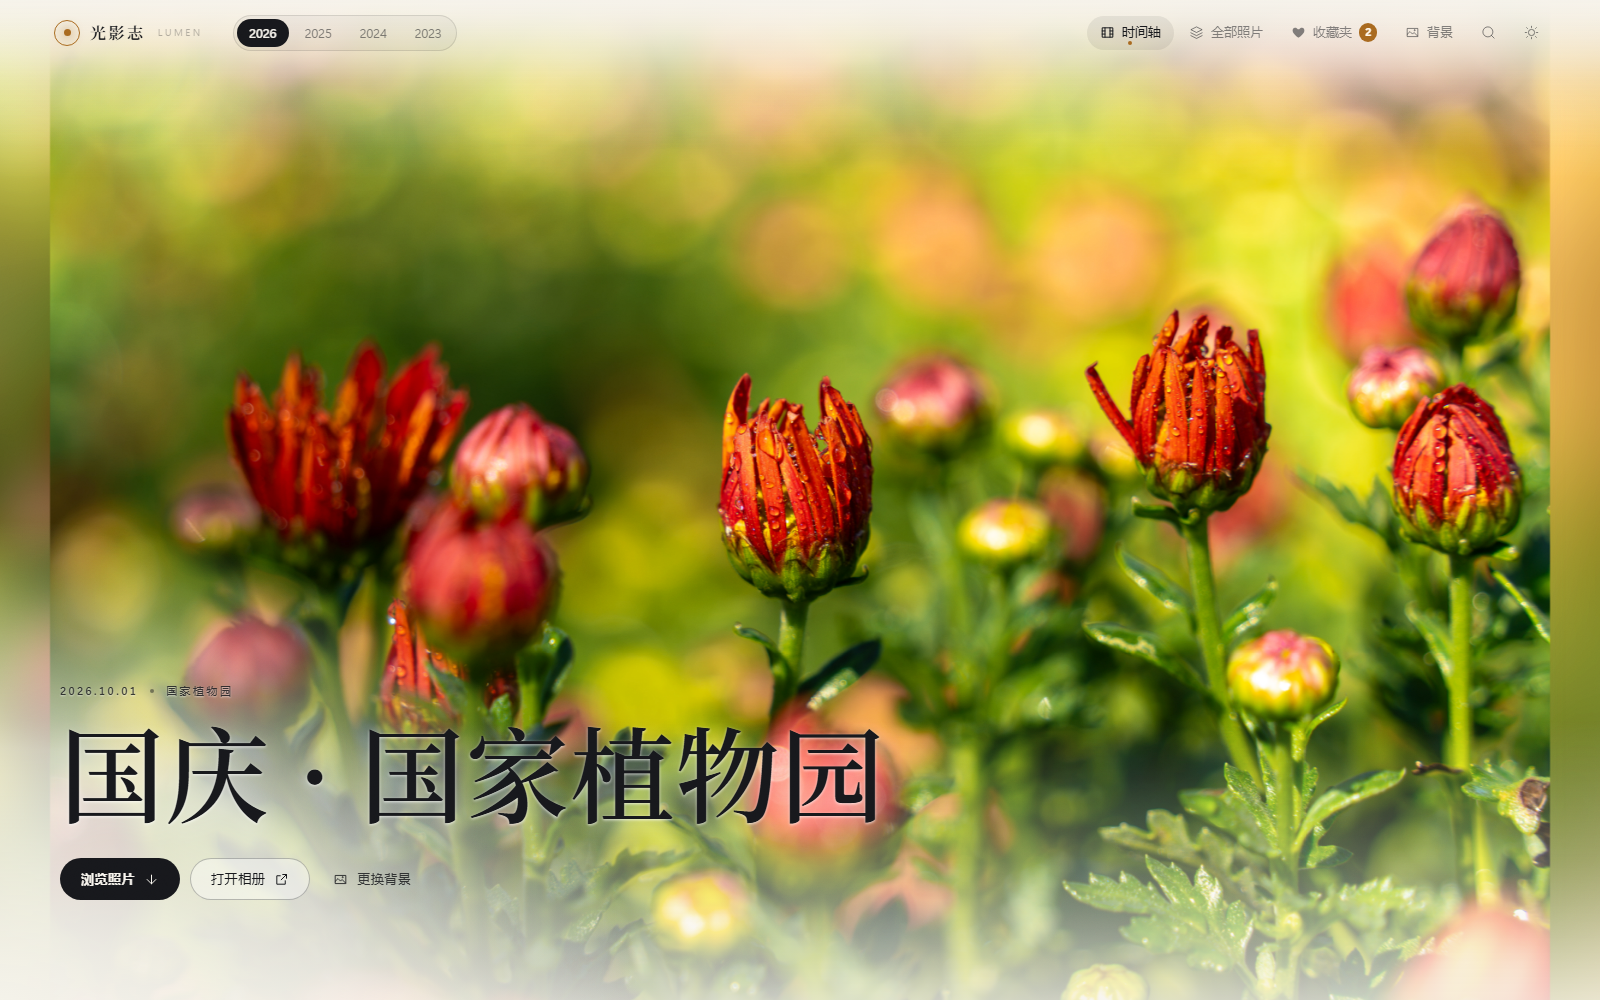 光影志 LUMEN 2026 2025 2024 2023 时间轴 全部照片 收藏夹 2 背景
2026.10.01 • 国家植物园
国庆 · 国家植物园
浏览照片 打开相册 更换背景